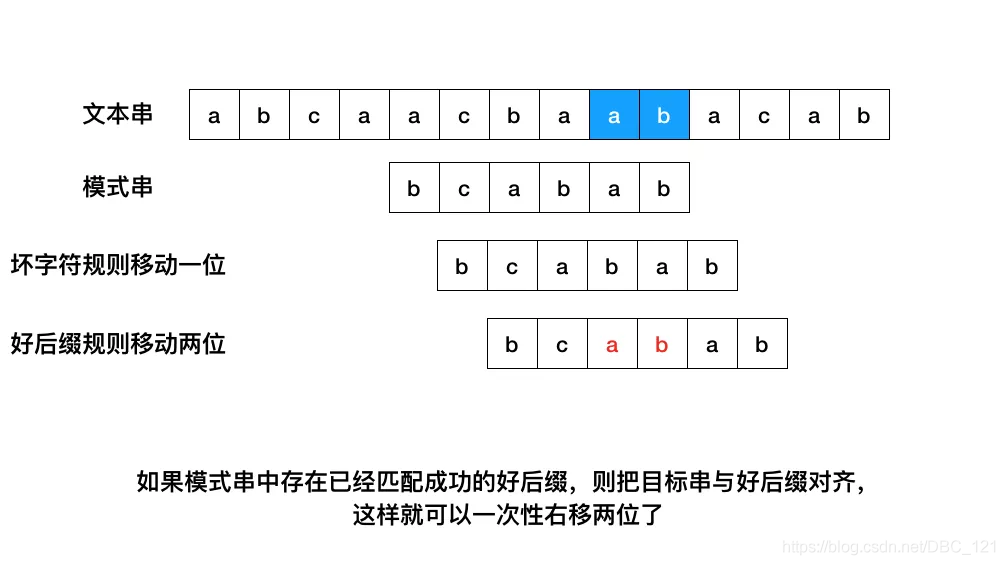 文本串 a b c a a c b a a b a c a b
模式串 b c a b a b
坏字符规则移动一位 b c a b a b
好后缀规则移动两位 b c a b a b
如果模式串中存在已经匹配成功的好后缀，则把目标串与好后缀对齐，
这样就可以一次性右移两位了
https://blog.csdn.net/DBC_121